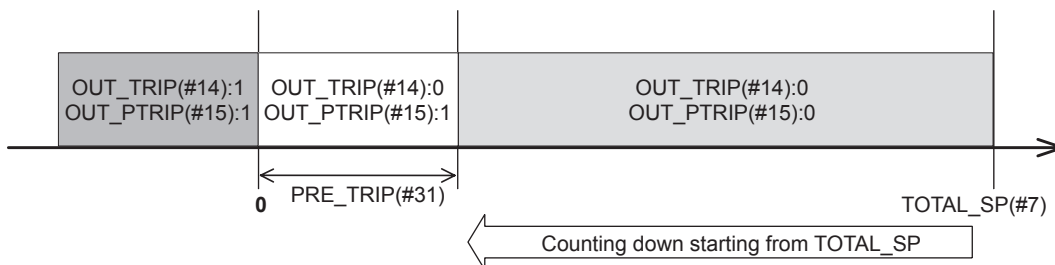 OUT_TRIP(#14):1
OUT_PTRIP(#15):1
OUT_TRIP(#14):0
OUT_PTRIP(#15):1
OUT_TRIP(#14):0
OUT_PTRIP(#15):0
0
PRE_TRIP(#31)
TOTAL_SP(#7)
Counting down starting from TOTAL_SP